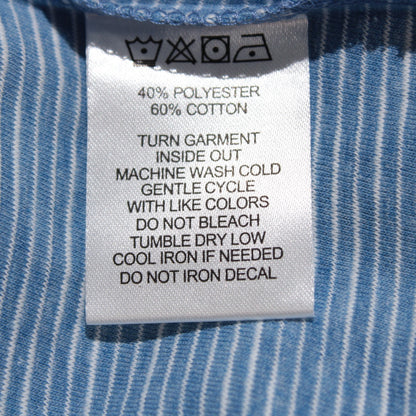 40% POLYESTER
60% COTTON
TURN GARMENT
INSIDE OUT
MACHINE WASH COLD
GENTLE CYCLE
WITH LIKE COLORS
DO NOT BLEACH
TUMBLE DRY LOW
COOL IRON IF NEEDED
DO NOT IRON DECAL